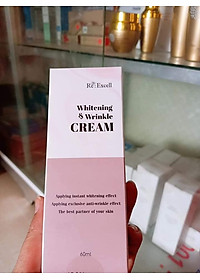 Re:Excell
Whitening
& Wrinkle
CREAM
Applying instant whitening effect
Applying exclusive anti-wrinkle effect
The best partner of your skin
60ml